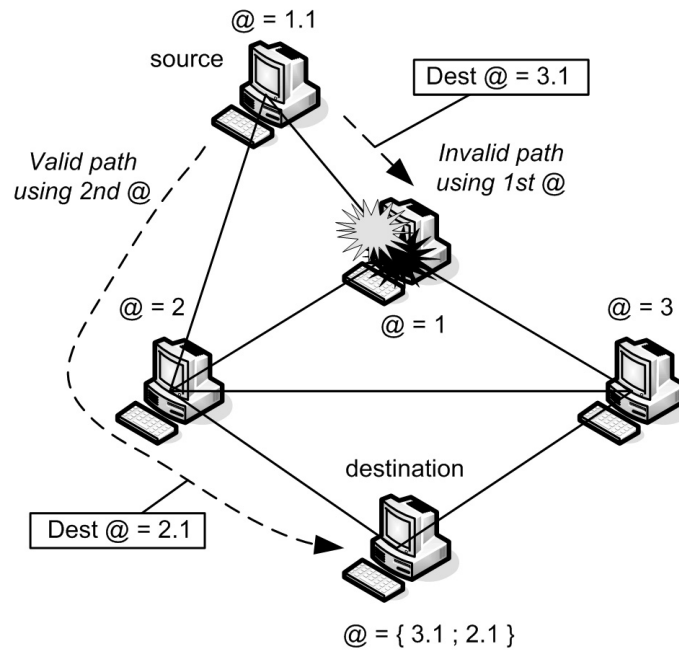 @ = 1.1
source
Dest @ = 3.1
Valid path
using 2nd @
Invalid path
using 1st @
@ = 2
@ = 1
@ = 3
destination
Dest @ = 2.1
@ = { 3.1 ; 2.1 }